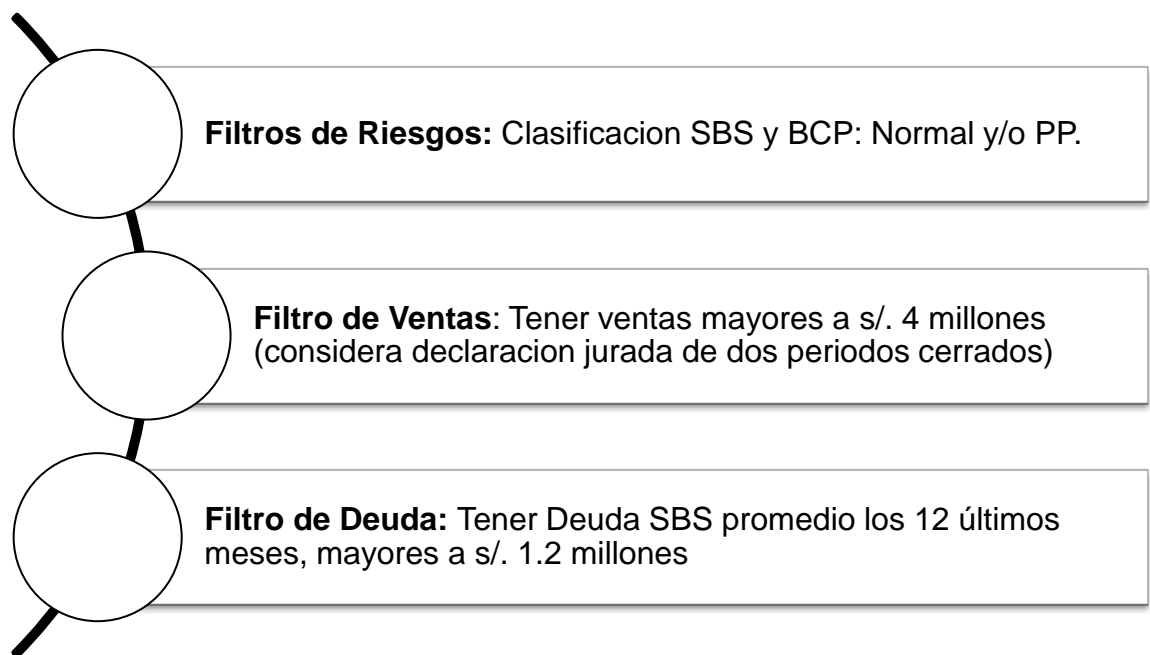 Filtros de Riesgos: Clasificacion SBS y BCP: Normal y/o PP.
Filtro de Ventas: Tener ventas mayores a s/. 4 millones
(considera declaracion jurada de dos periodos cerrados)
Filtro de Deuda: Tener Deuda SBS promedio los 12 últimos
meses, mayores a s/. 1.2 millones